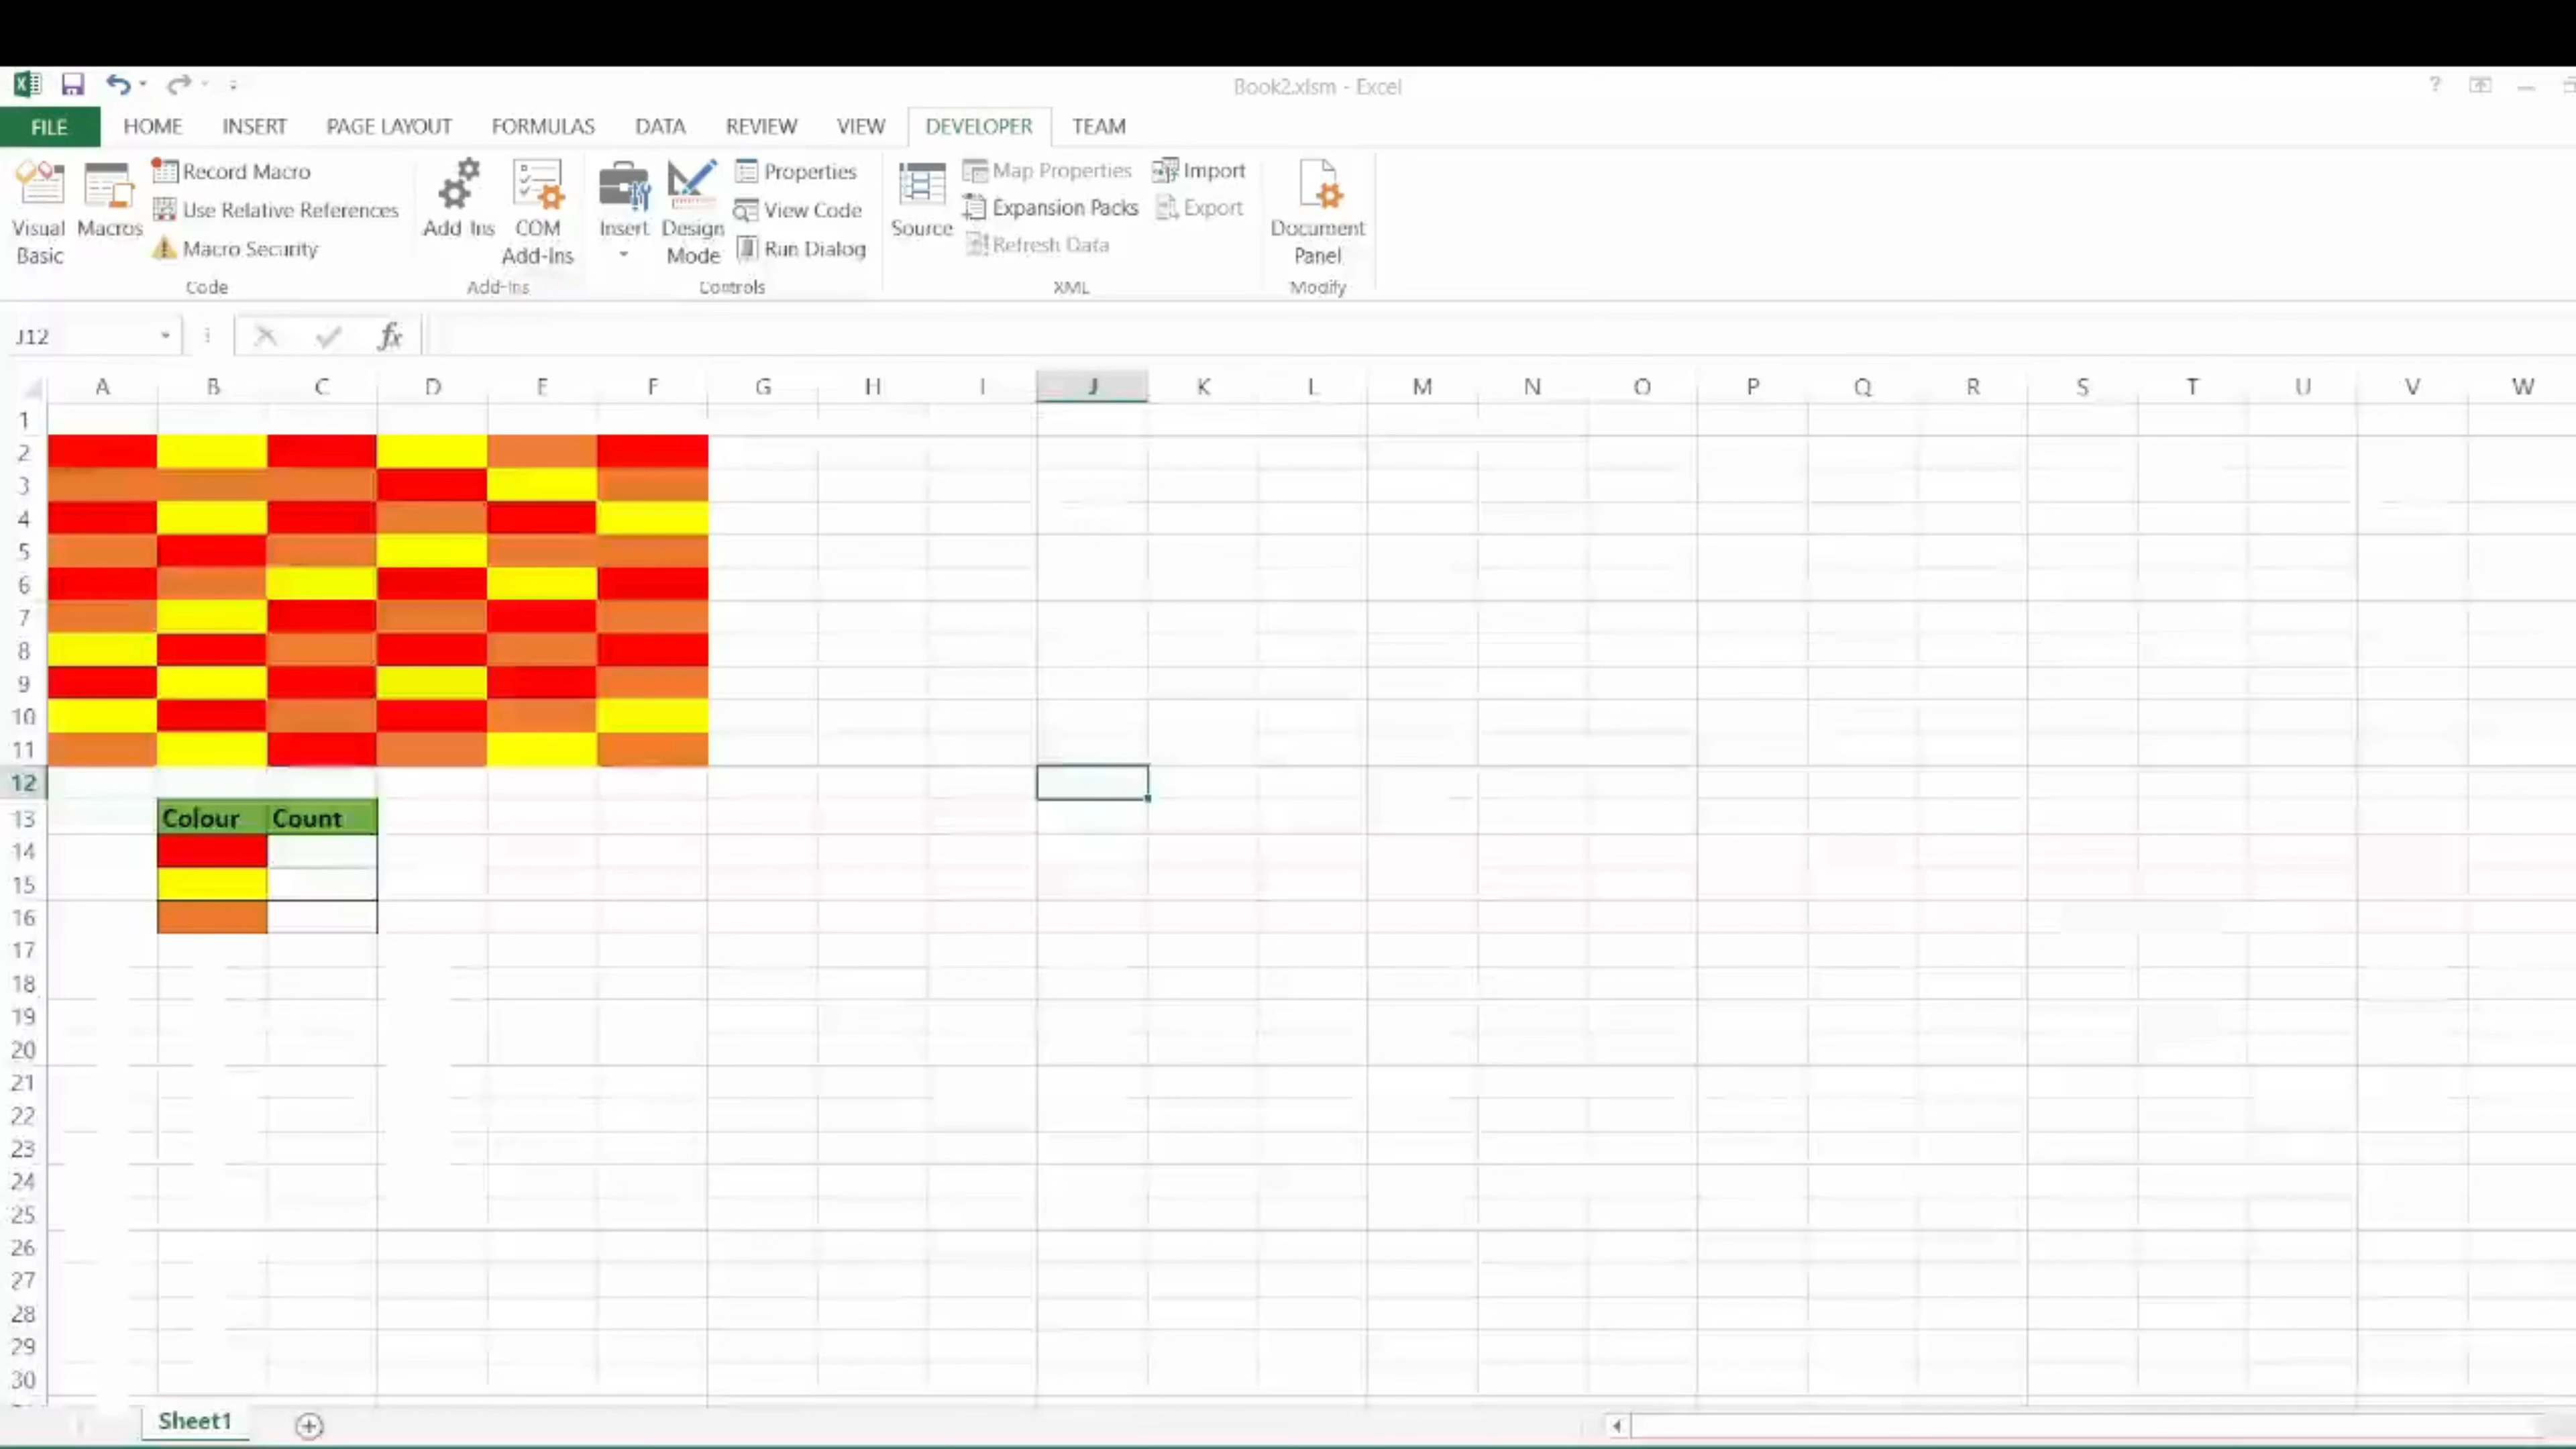 Book2.xlsm - Excel
?
FILE HOME INSERT PAGE LAYOUT FORMULAS DATA REVIEW VIEW DEVELOPER TEAM
Visual Basic
Macros
Record Macro
Use Relative References
Macro Security
Code
Add Ins
COM Add-Ins
Add-Ins
Insert
Design Mode
Properties
View Code
Run Dialog
Controls
Source
Map Properties
Expansion Packs
Refresh Data
Import
Export
XML
Document Panel
Modify
J12
fx
A B C D E F G H I J K L M N O P Q R S T U V W
1
2
3
4
5
6
7
8
9
10
11
12
13 Colour Count
14
15
16
17
18
19
20
21
22
23
24
25
26
27
28
29
30
Sheet1